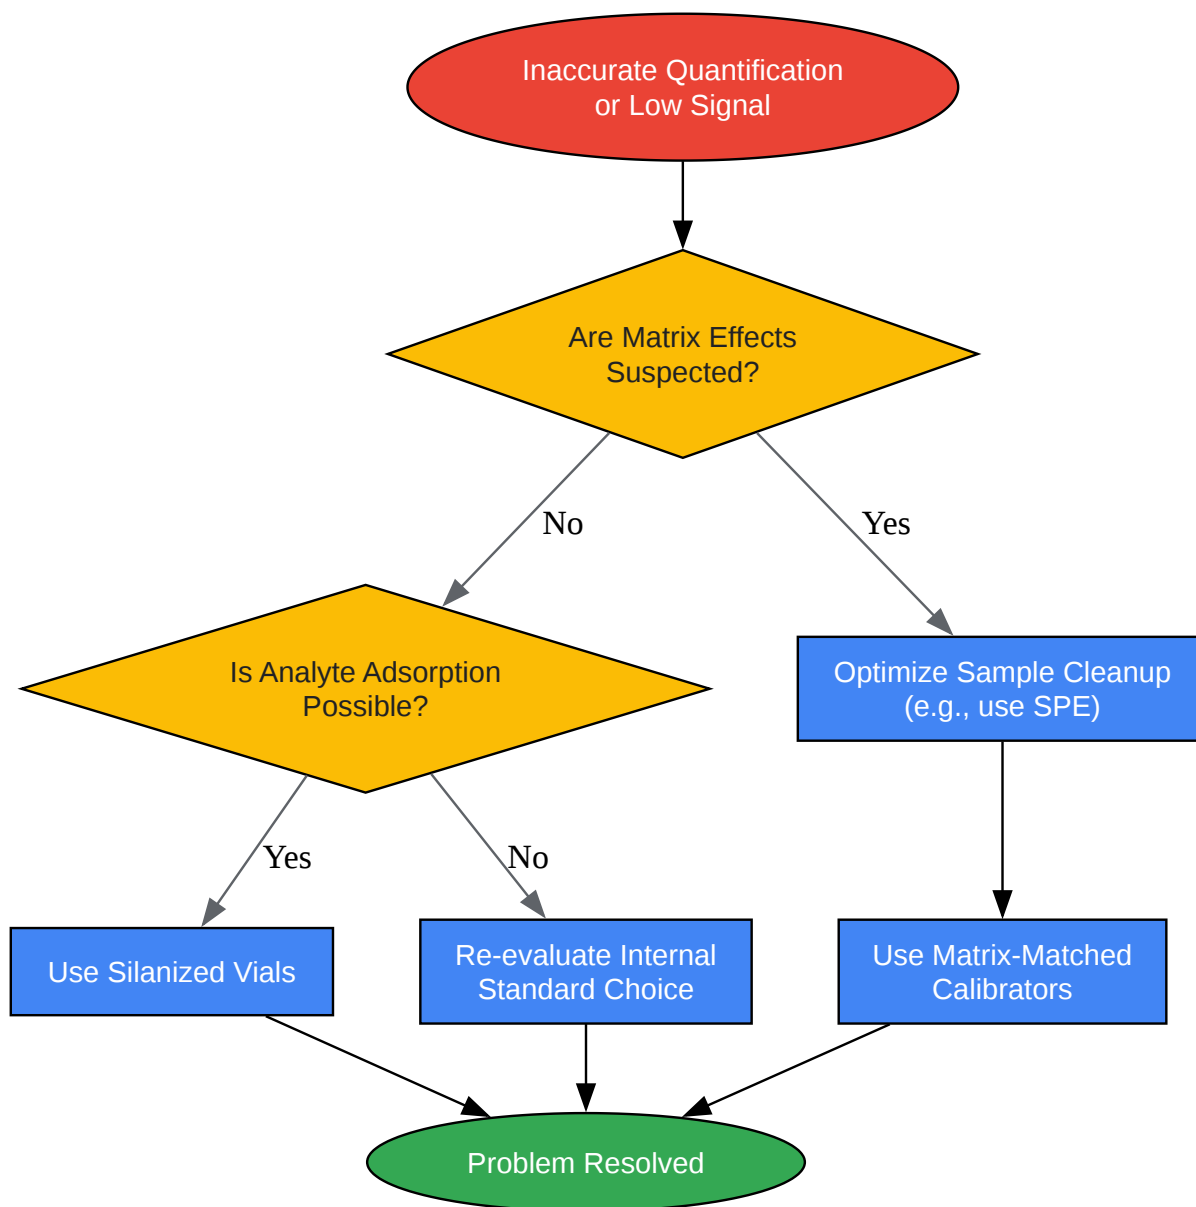 Inaccurate Quantification
or Low Signal
Are Matrix Effects
Suspected?
No
Yes
Is Analyte Adsorption
Possible?
Optimize Sample Cleanup
(e.g., use SPE)
Yes
No
Use Silanized Vials
Re-evaluate Internal
Standard Choice
Use Matrix-Matched
Calibrators
Problem Resolved